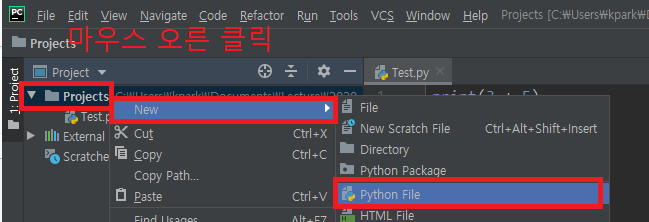 PC File Edit View Navigate Code Refactor Run Tools VCS Window Help Projects [C:₩Users₩kpark₩D
Projects 마우스 오른 클릭
1: Project
Project Test.py
Projects C:₩Users₩kpark₩Documents₩Lecture₩2020
1 print(3 + 5)
New File
Test.p
Cut Ctrl+X New Scratch File Ctrl+Alt+Shift+Insert
External
Copy Ctrl+C Directory
Scratche
Copy Path... Python Package
Paste Ctrl+V Python File
Find Usages Alt+F7 HTML File